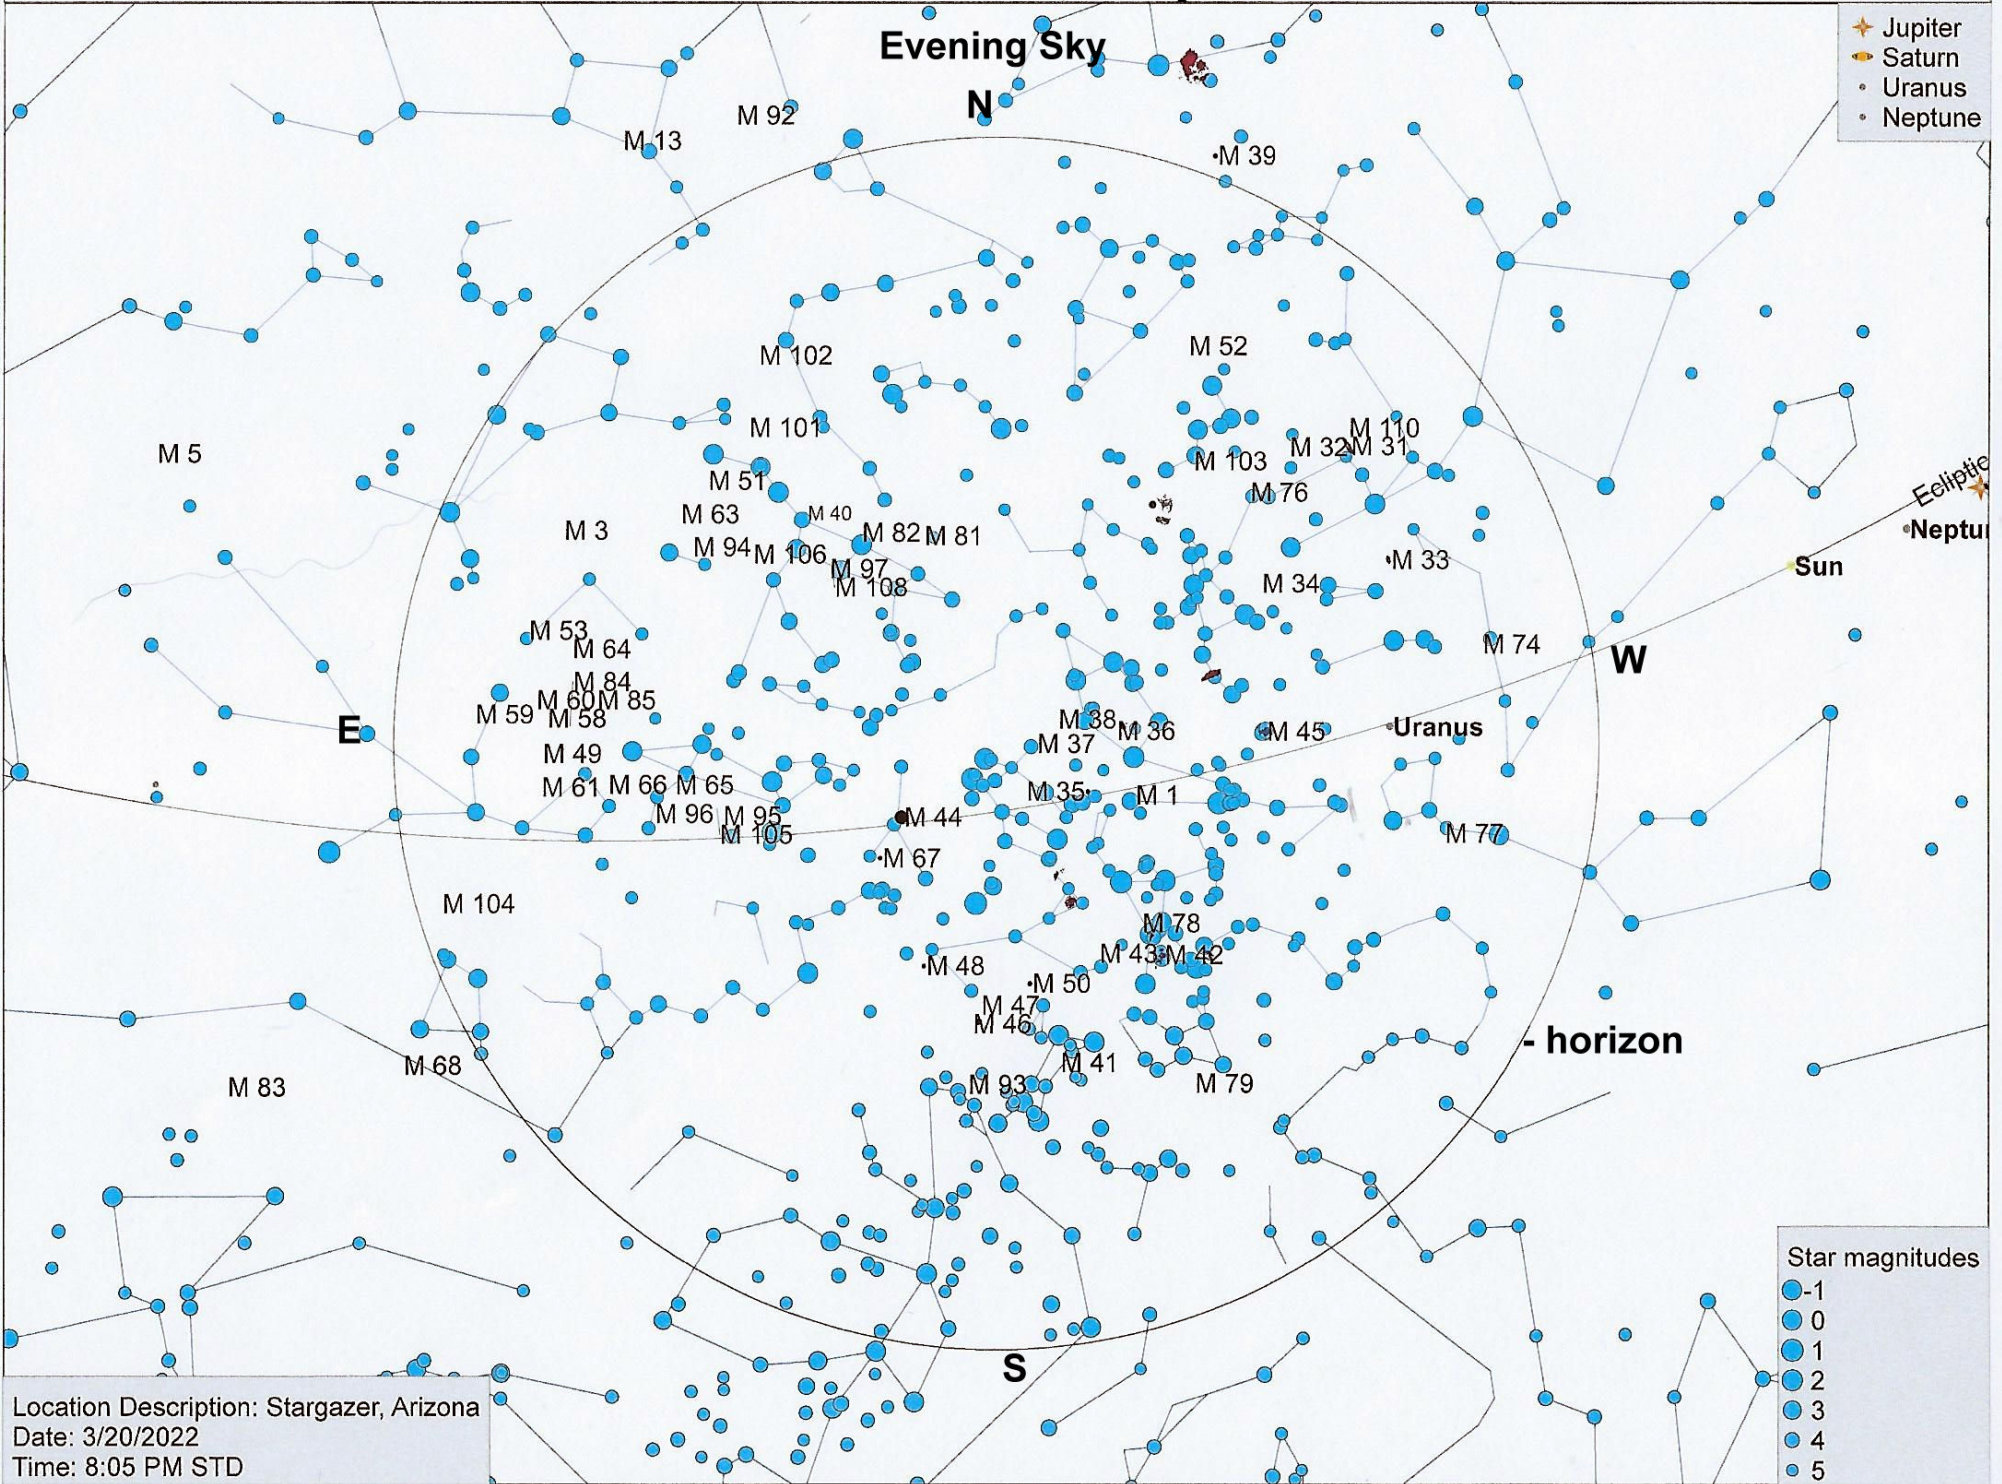 Evening Sky
Jupiter
Saturn
Uranus
Neptune
N
M 92
M 13
M 39
M 52
M 102
M 101
M 110
M 32
M 31
M 5
M 103
M 51
M 76
Ecliptic
M 63
M 40
M 3
M 82
M 81
Neptu
M 94
M 106
M 97
M 33
Sun
M 34
M 108
M 53
M 64
M 74
W
M 84
M 60
M 85
M 59
M 58
M 38
M 36
M 45
Uranus
E
M 37
M 49
M 61
M 66
M 65
M 35
M 1
M 96
M 95
M 44
M 105
M 77
M 67
M 104
M 78
M 43
M 42
M 48
M 50
M 47
M 46
- horizon
M 68
M 41
M 83
M 93
M 79
S
Star magnitudes
-1
0
1
2
3
4
5
Location Description: Stargazer, Arizona
Date: 3/20/2022
Time: 8:05 PM STD